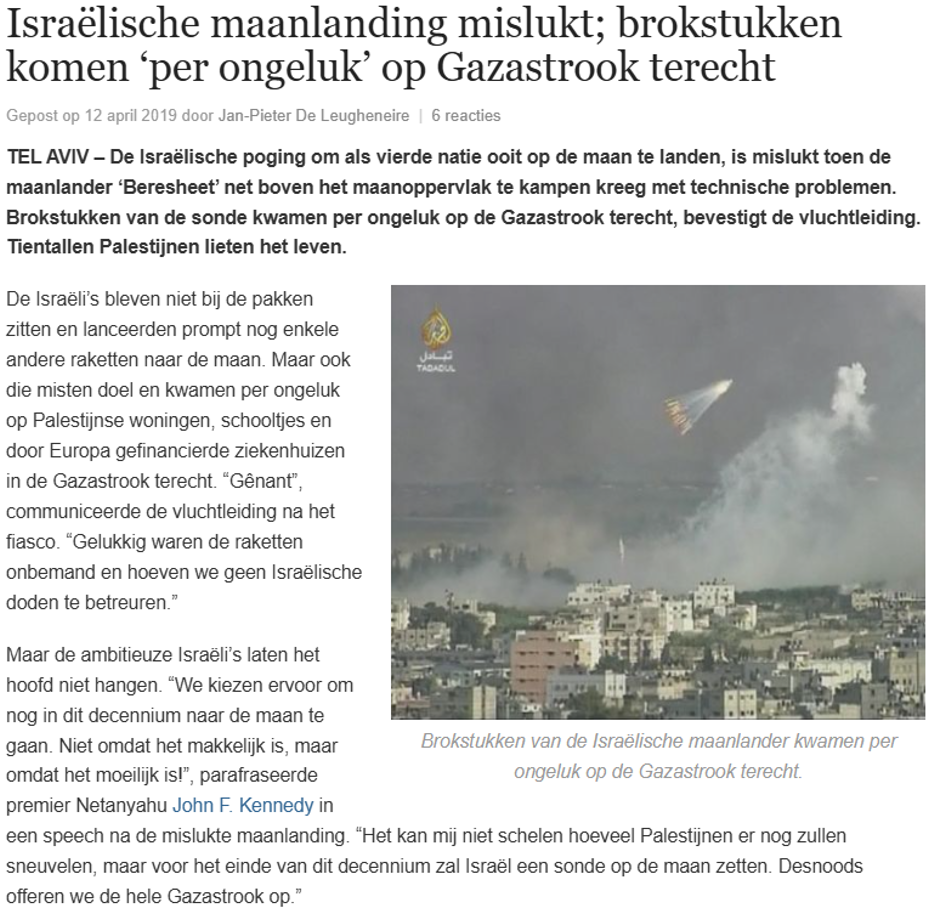 Israëlische maanlanding mislukt; brokstukken
komen ‘per ongeluk’ op Gazastrook terecht
Gepost op 12 april 2019 door Jan-Pieter De Leugheneire | 6 reacties
TEL AVIV – De Israëlische poging om als vierde natie ooit op de maan te landen, is mislukt toen de
maanlander ‘Beresheet’ net boven het maanoppervlak te kampen kreeg met technische problemen.
Brokstukken van de sonde kwamen per ongeluk op de Gazastrook terecht, bevestigt de vluchtleiding.
Tientallen Palestijnen lieten het leven.
De Israëli’s bleven niet bij de pakken
zitten en lanceerden prompt nog enkele
andere raketten naar de maan. Maar ook
die misten doel en kwamen per ongeluk
op Palestijnse woningen, schooltjes en
door Europa gefinancierde ziekenhuizen
in de Gazastrook terecht. “Gênant”,
communiceerde de vluchtleiding na het
fiasco. “Gelukkig waren de raketten
onbemand en hoeven we geen Israëlische
doden te betreuren.”
تبادل
TABADUL
Brokstukken van de Israëlische maanlander kwamen per
ongeluk op de Gazastrook terecht.
Maar de ambitieuze Israëli’s laten het
hoofd niet hangen. “We kiezen ervoor om
nog in dit decennium naar de maan te
gaan. Niet omdat het makkelijk is, maar
omdat het moeilijk is!”, parafraseerde
premier Netanyahu John F. Kennedy in
een speech na de mislukte maanlanding. “Het kan mij niet schelen hoeveel Palestijnen er nog zullen
sneuvelen, maar voor het einde van dit decennium zal Israël een sonde op de maan zetten. Desnoods
offeren we de hele Gazastrook op.”